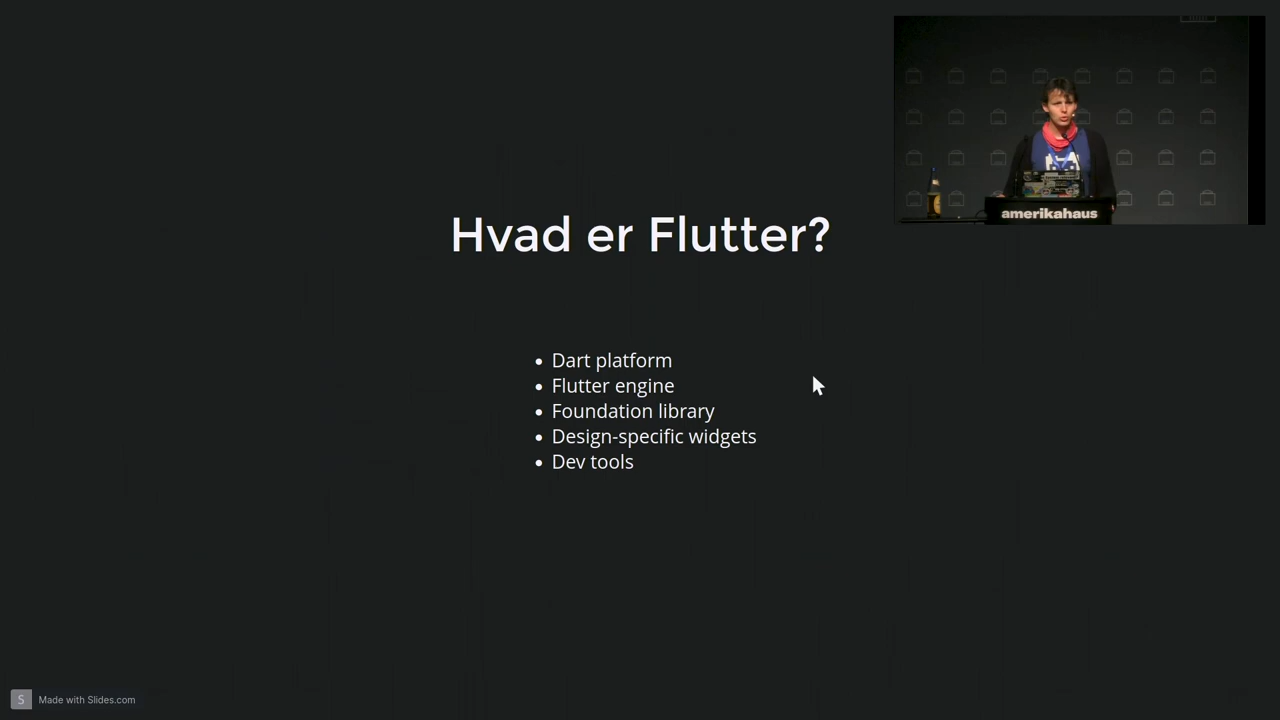 Hvad er Flutter?
Dart platform
Flutter engine
Foundation library
Design-specific widgets
Dev tools
amerikahaus
S Made with Slides.com